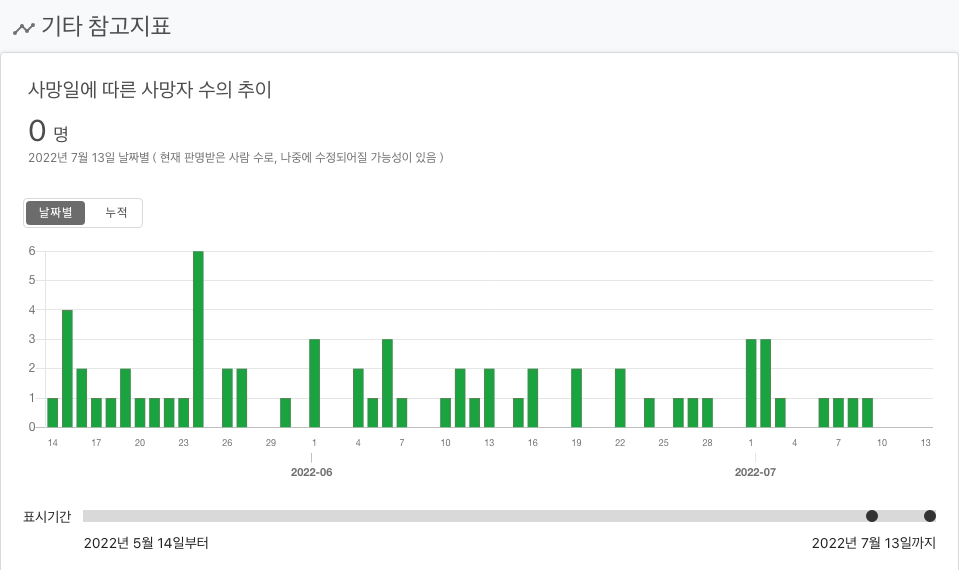 기타 참고지표
사망일에 따른 사망자 수의 추이
0 명
2022년 7월 13일 날짜별 ( 현재 판명받은 사람 수로, 나중에 수정되어질 가능성이 있음 )
날짜별 누적
6
5
4
3
2
1
0
14 17 20 23 26 29 1 4 7 10 13 16 19 22 25 28 1 4 7 10 13
2022-06 2022-07
표시기간
2022년 5월 14일부터 2022년 7월 13일까지